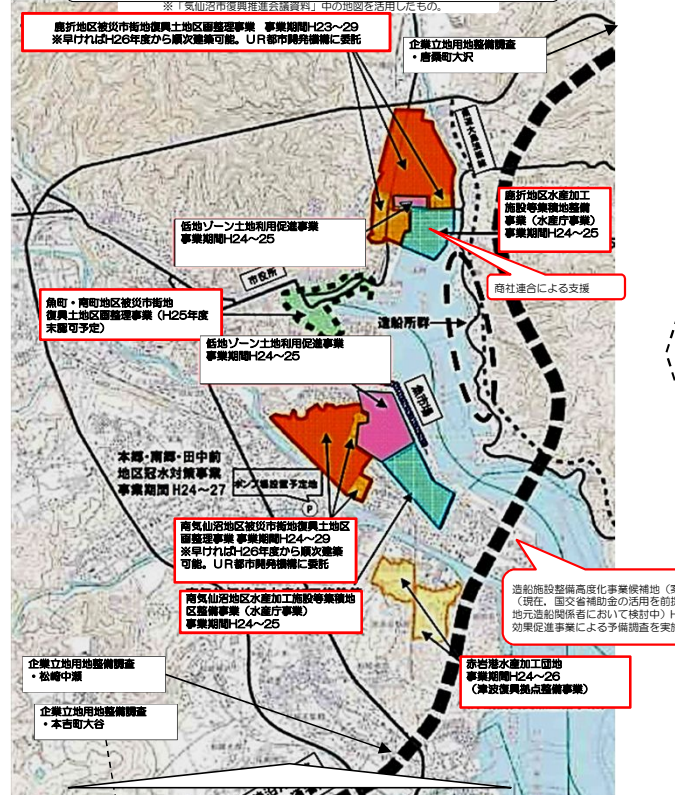 ※「気仙沼市復興推進会議資料」中の地図を活用したもの。
鹿折地区被災市街地復興土地区画整理事業　事業期間H23～29
※早ければH26年度から順次建築可能。ＵＲ都市開発機構に委託
企業立地用地整備調査
・唐桑町大沢
鹿折地区水産加工
施設等集積地整備
事業（水産庁事業）
事業期間H24～25
低地ゾーン土地利用促進事業
事業期間H24～25
商社連合による支援
市役所
魚町・南町地区被災市街地
復興土地区画整理事業（H25年度
末認可予定）
造船所群
低地ゾーン土地利用促進事業
事業期間H24～25
魚市場
本郷・南郷・田中前
地区冠水対策事業
事業期間 H24～27
ポンプ場設置予定地
P
南気仙沼地区被災市街地復興土地区
画整理事業 事業期間H24～29
※早ければH26年度から順次建築
可能。ＵＲ都市開発機構に委託
南気仙沼地区水産加工施設等集積地
区整備事業（水産庁事業）
事業期間H24～25
造船施設整備高度化事業候補地（
（現在、国交省補助金の活用を前
地元造船関係者において検討中）H
効果促進事業による予備調査を実
赤岩港水産加工団地
事業期間H24～26
（津波復興拠点整備事業）
企業立地用地整備調査
・松崎中瀬
企業立地用地整備調査
・本吉町大谷